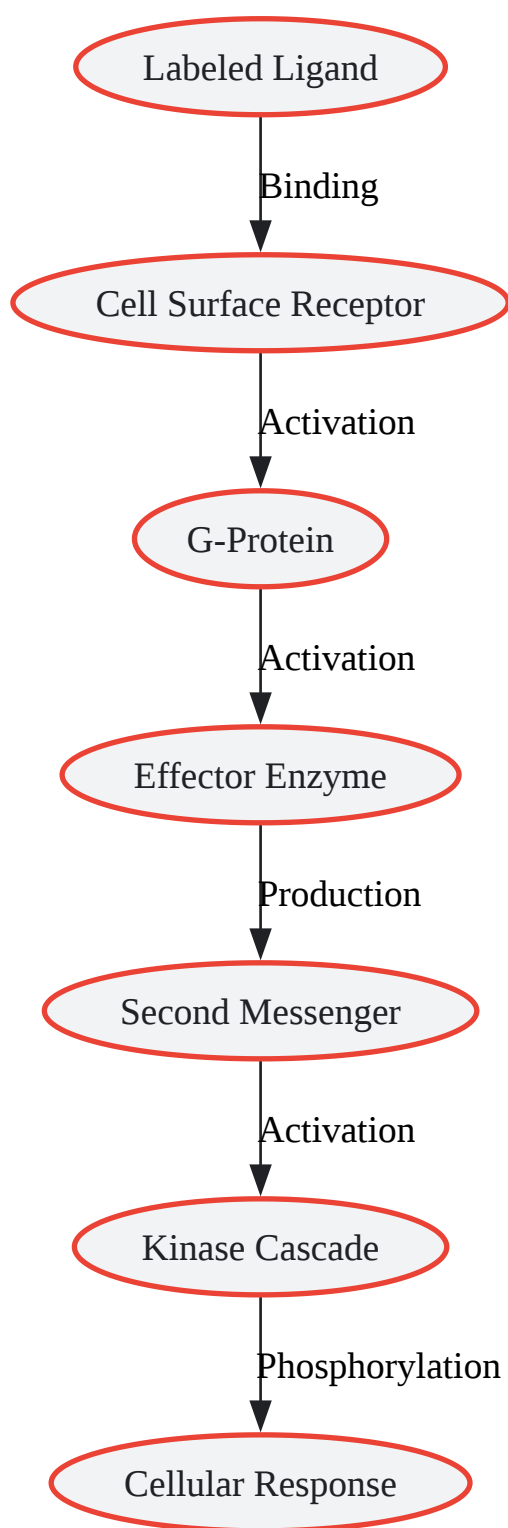 Labeled Ligand
Binding
Cell Surface Receptor
Activation
G-Protein
Activation
Effector Enzyme
Production
Second Messenger
Activation
Kinase Cascade
Phosphorylation
Cellular Response